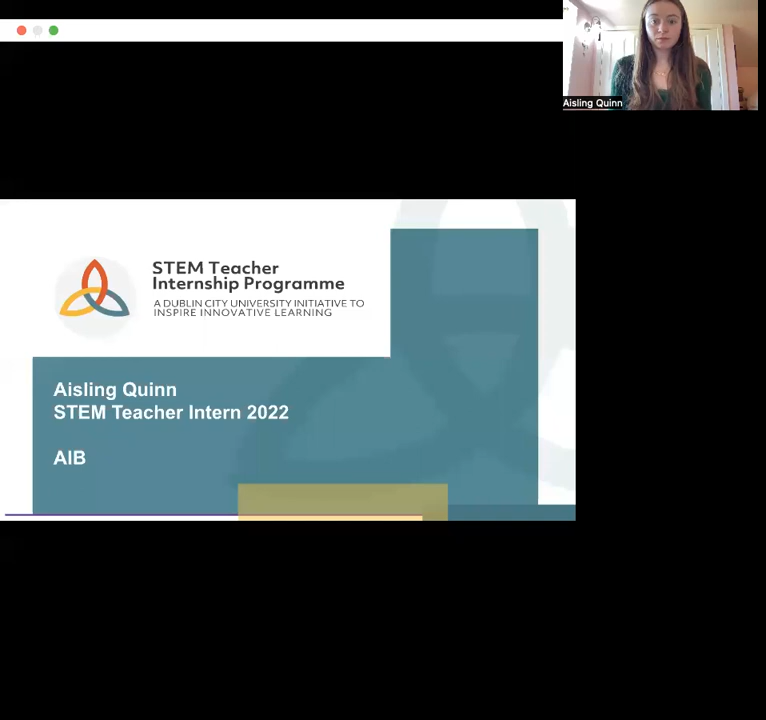 Aisling Quinn
STEM Teacher
Internship Programme
A DUBLIN CITY UNIVERSITY INITIATIVE TO
INSPIRE INNOVATIVE LEARNING
Aisling Quinn
STEM Teacher Intern 2022
AIB